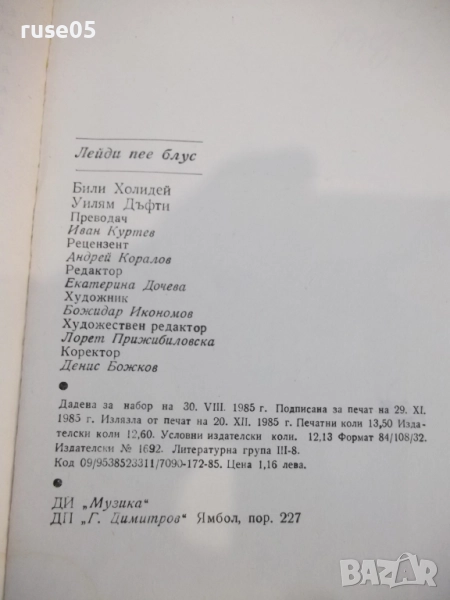 ruse05
Лейди пее блус
Били Холидей
Уилям Дъфти
Преводач
Иван Куртев
Рецензент
Андрей Коралов
Редактор
Екатерина Дочева
Художник
Божидар Икономов
Художествен редактор
Лорет Прижибиловска
Коректор
Денис Божков
Дадена за набор на 30. VIII. 1985 г. Подписана за печат на 29. XI.
1985 г. Излязла от печат на 20. XII. 1985 г. Печатни коли 13,50 Изда-
телски коли 12,60. Условни издателски коли. 12,13 Формат 84/108/32.
Издателски № 1692. Литературна група III-8.
Код 09/9538523311/7090-172-85. Цена 1,16 лева.
ДИ „Музика“
ДП „Г. Димитров“ Ямбол, пор. 227
BAZAR
bg